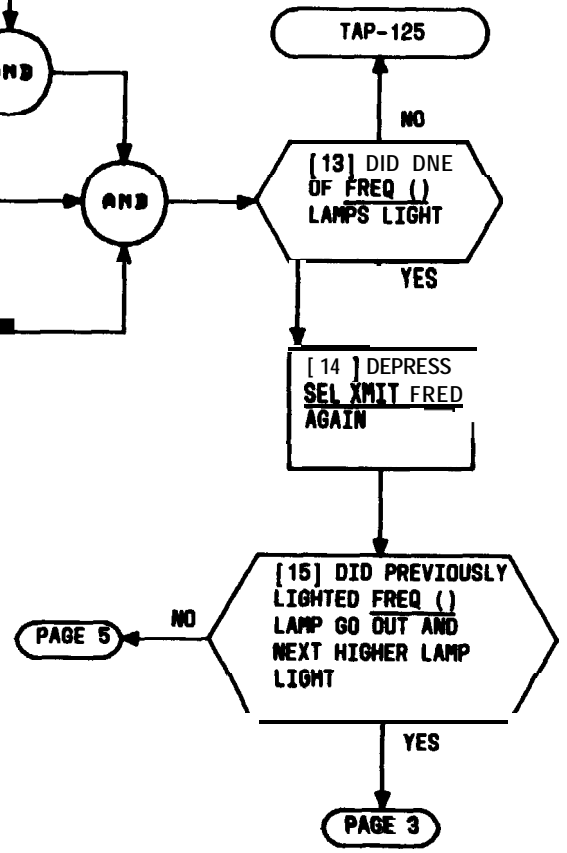 TAP-125
NO
AND
[13] DID DNE
OF FREQ ()
LAMPS LIGHT
YES
[ 14 ] DEPRESS
SEL XMIT FRED
AGAIN
[15] DID PREVIOUSLY
LIGHTED FREQ ()
LAMP GO OUT AND
NEXT HIGHER LAMP
LIGHT
NO
PAGE 5
YES
PAGE 3